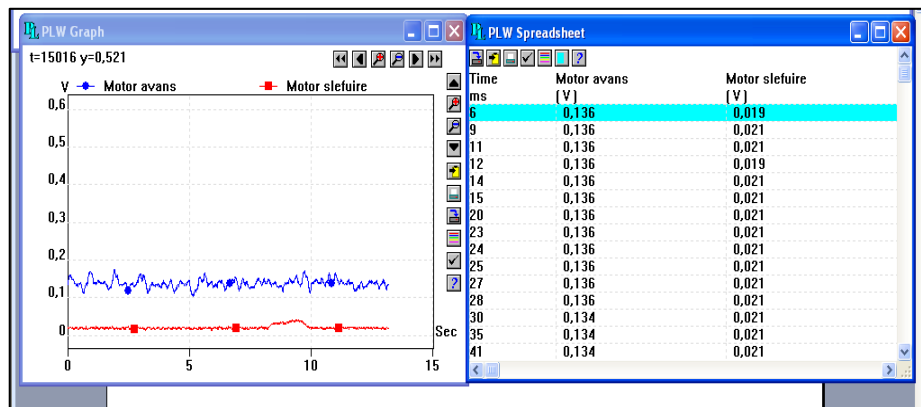 PLW Graph
t=15016 y=0,521
V Motor avans Motor slefuire
0,6
0,5
0,4
0,3
0,2
0,1
0
Sec
0 5 10 15
PLW Spreadsheet
Time Motor avans Motor slefuire
ms (V) (V)
6 0,136 0,019
9 0,136 0,021
11 0,136 0,021
12 0,136 0,019
14 0,136 0,021
15 0,136 0,021
20 0,136 0,021
23 0,136 0,021
24 0,136 0,021
25 0,136 0,021
27 0,136 0,021
28 0,136 0,021
30 0,134 0,021
35 0,134 0,021
41 0,134 0,021